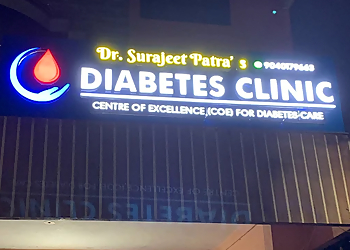 Dr. Surajeet Patra's
DIABETES CLINIC
CENTRE OF EXCELLENCE (COE) FOR DIABETES CARE